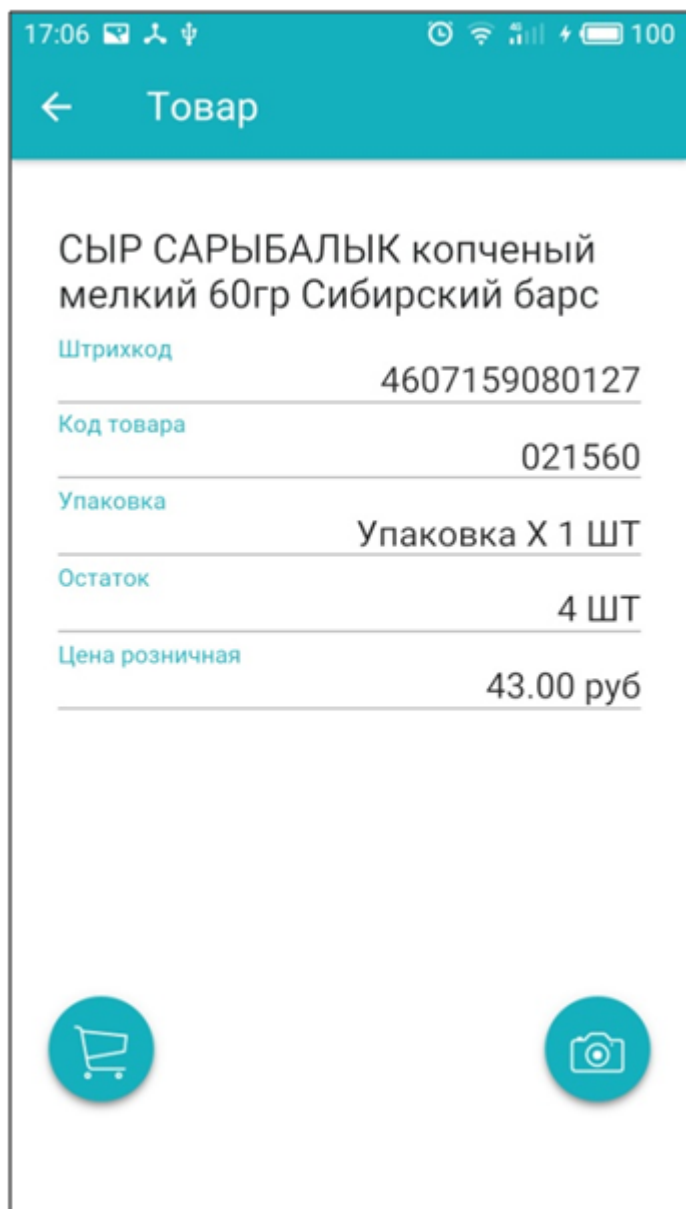 17:06 4G 100
Товар
СЫР САРЫБАЛЫК копченый
мелкий 60гр Сибирский барс
Штрихкод
4607159080127
Код товара
021560
Упаковка
Упаковка X 1 ШТ
Остаток
4 ШТ
Цена розничная
43.00 руб